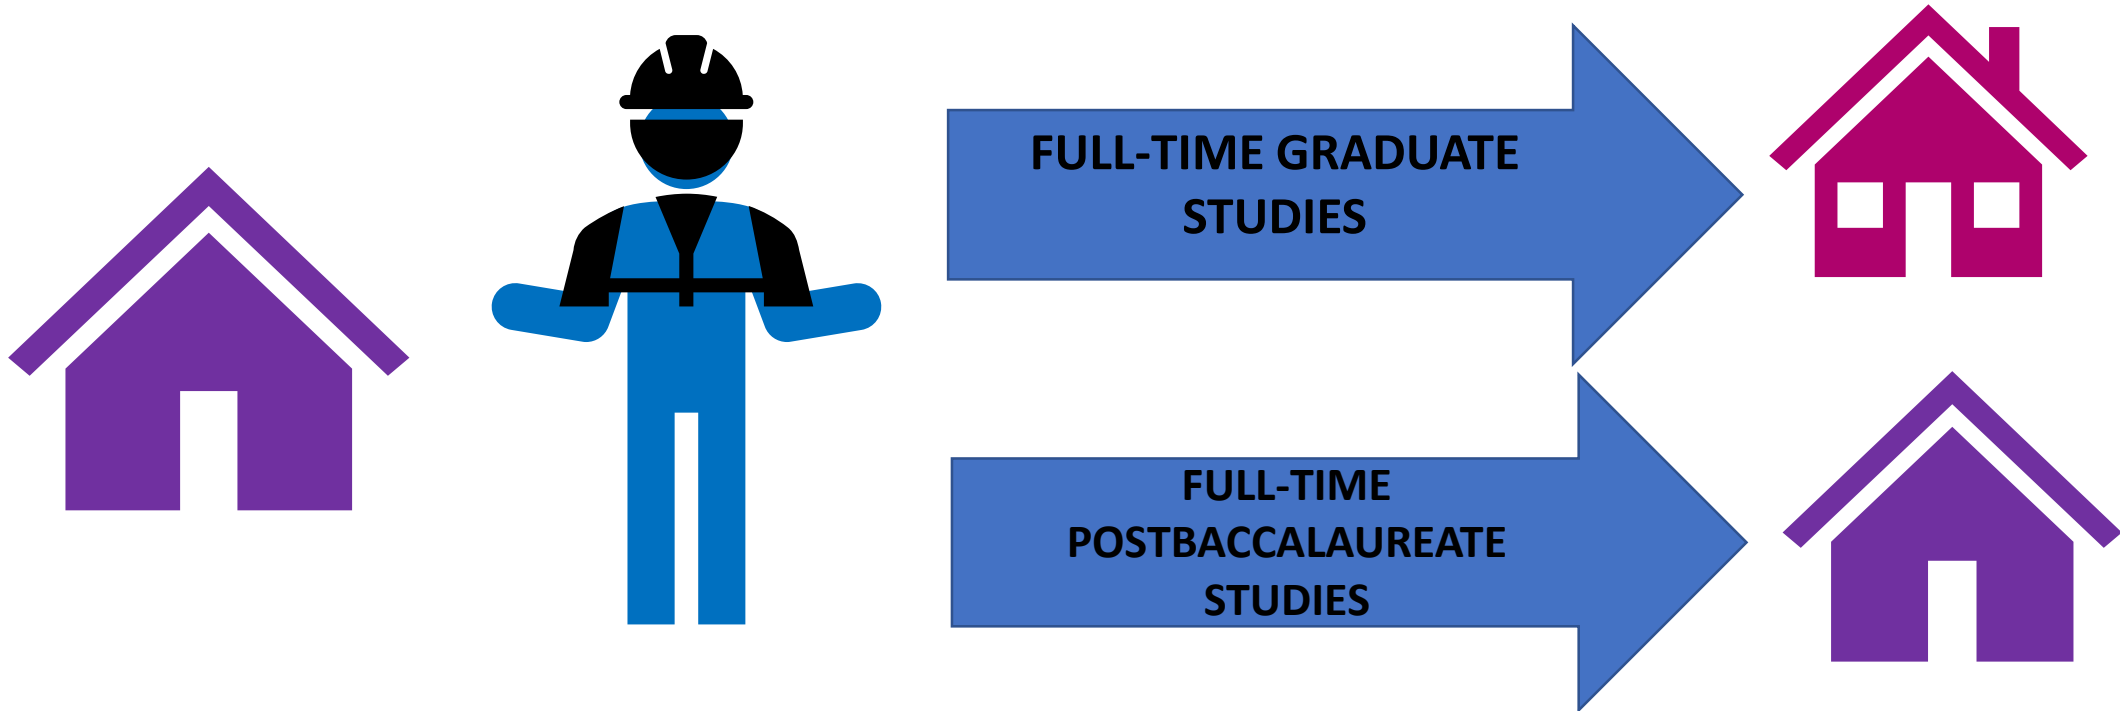 FULL-TIME GRADUATE
STUDIES
FULL-TIME
POSTBACCALAUREATE
STUDIES